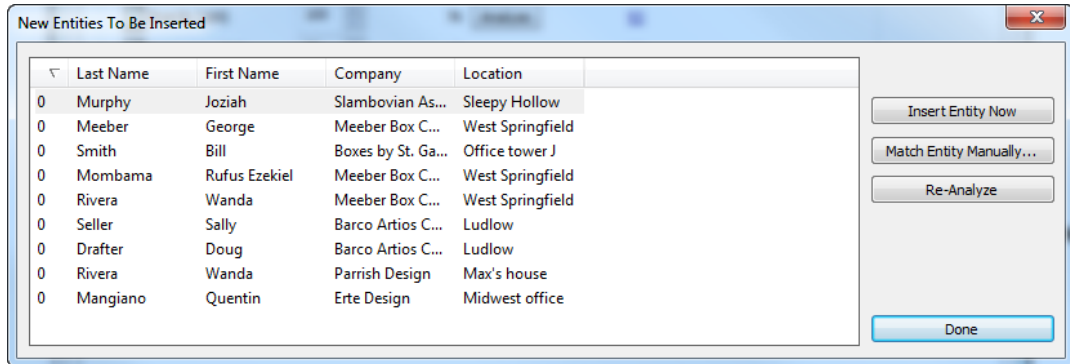 New Entities To Be Inserted
Last Name First Name Company Location
0 Murphy Joziah Slambovian As... Sleepy Hollow
0 Meeber George Meeber Box C... West Springfield
0 Smith Bill Boxes by St. Ga... Office tower J
0 Mombama Rufus Ezekiel Meeber Box C... West Springfield
0 Rivera Wanda Meeber Box C... West Springfield
0 Seller Sally Barco Artios C... Ludlow
0 Drafter Doug Barco Artios C... Ludlow
0 Rivera Wanda Parrish Design Max's house
0 Mangiano Quentin Erte Design Midwest office
Insert Entity Now
Match Entity Manually...
Re-Analyze
Done